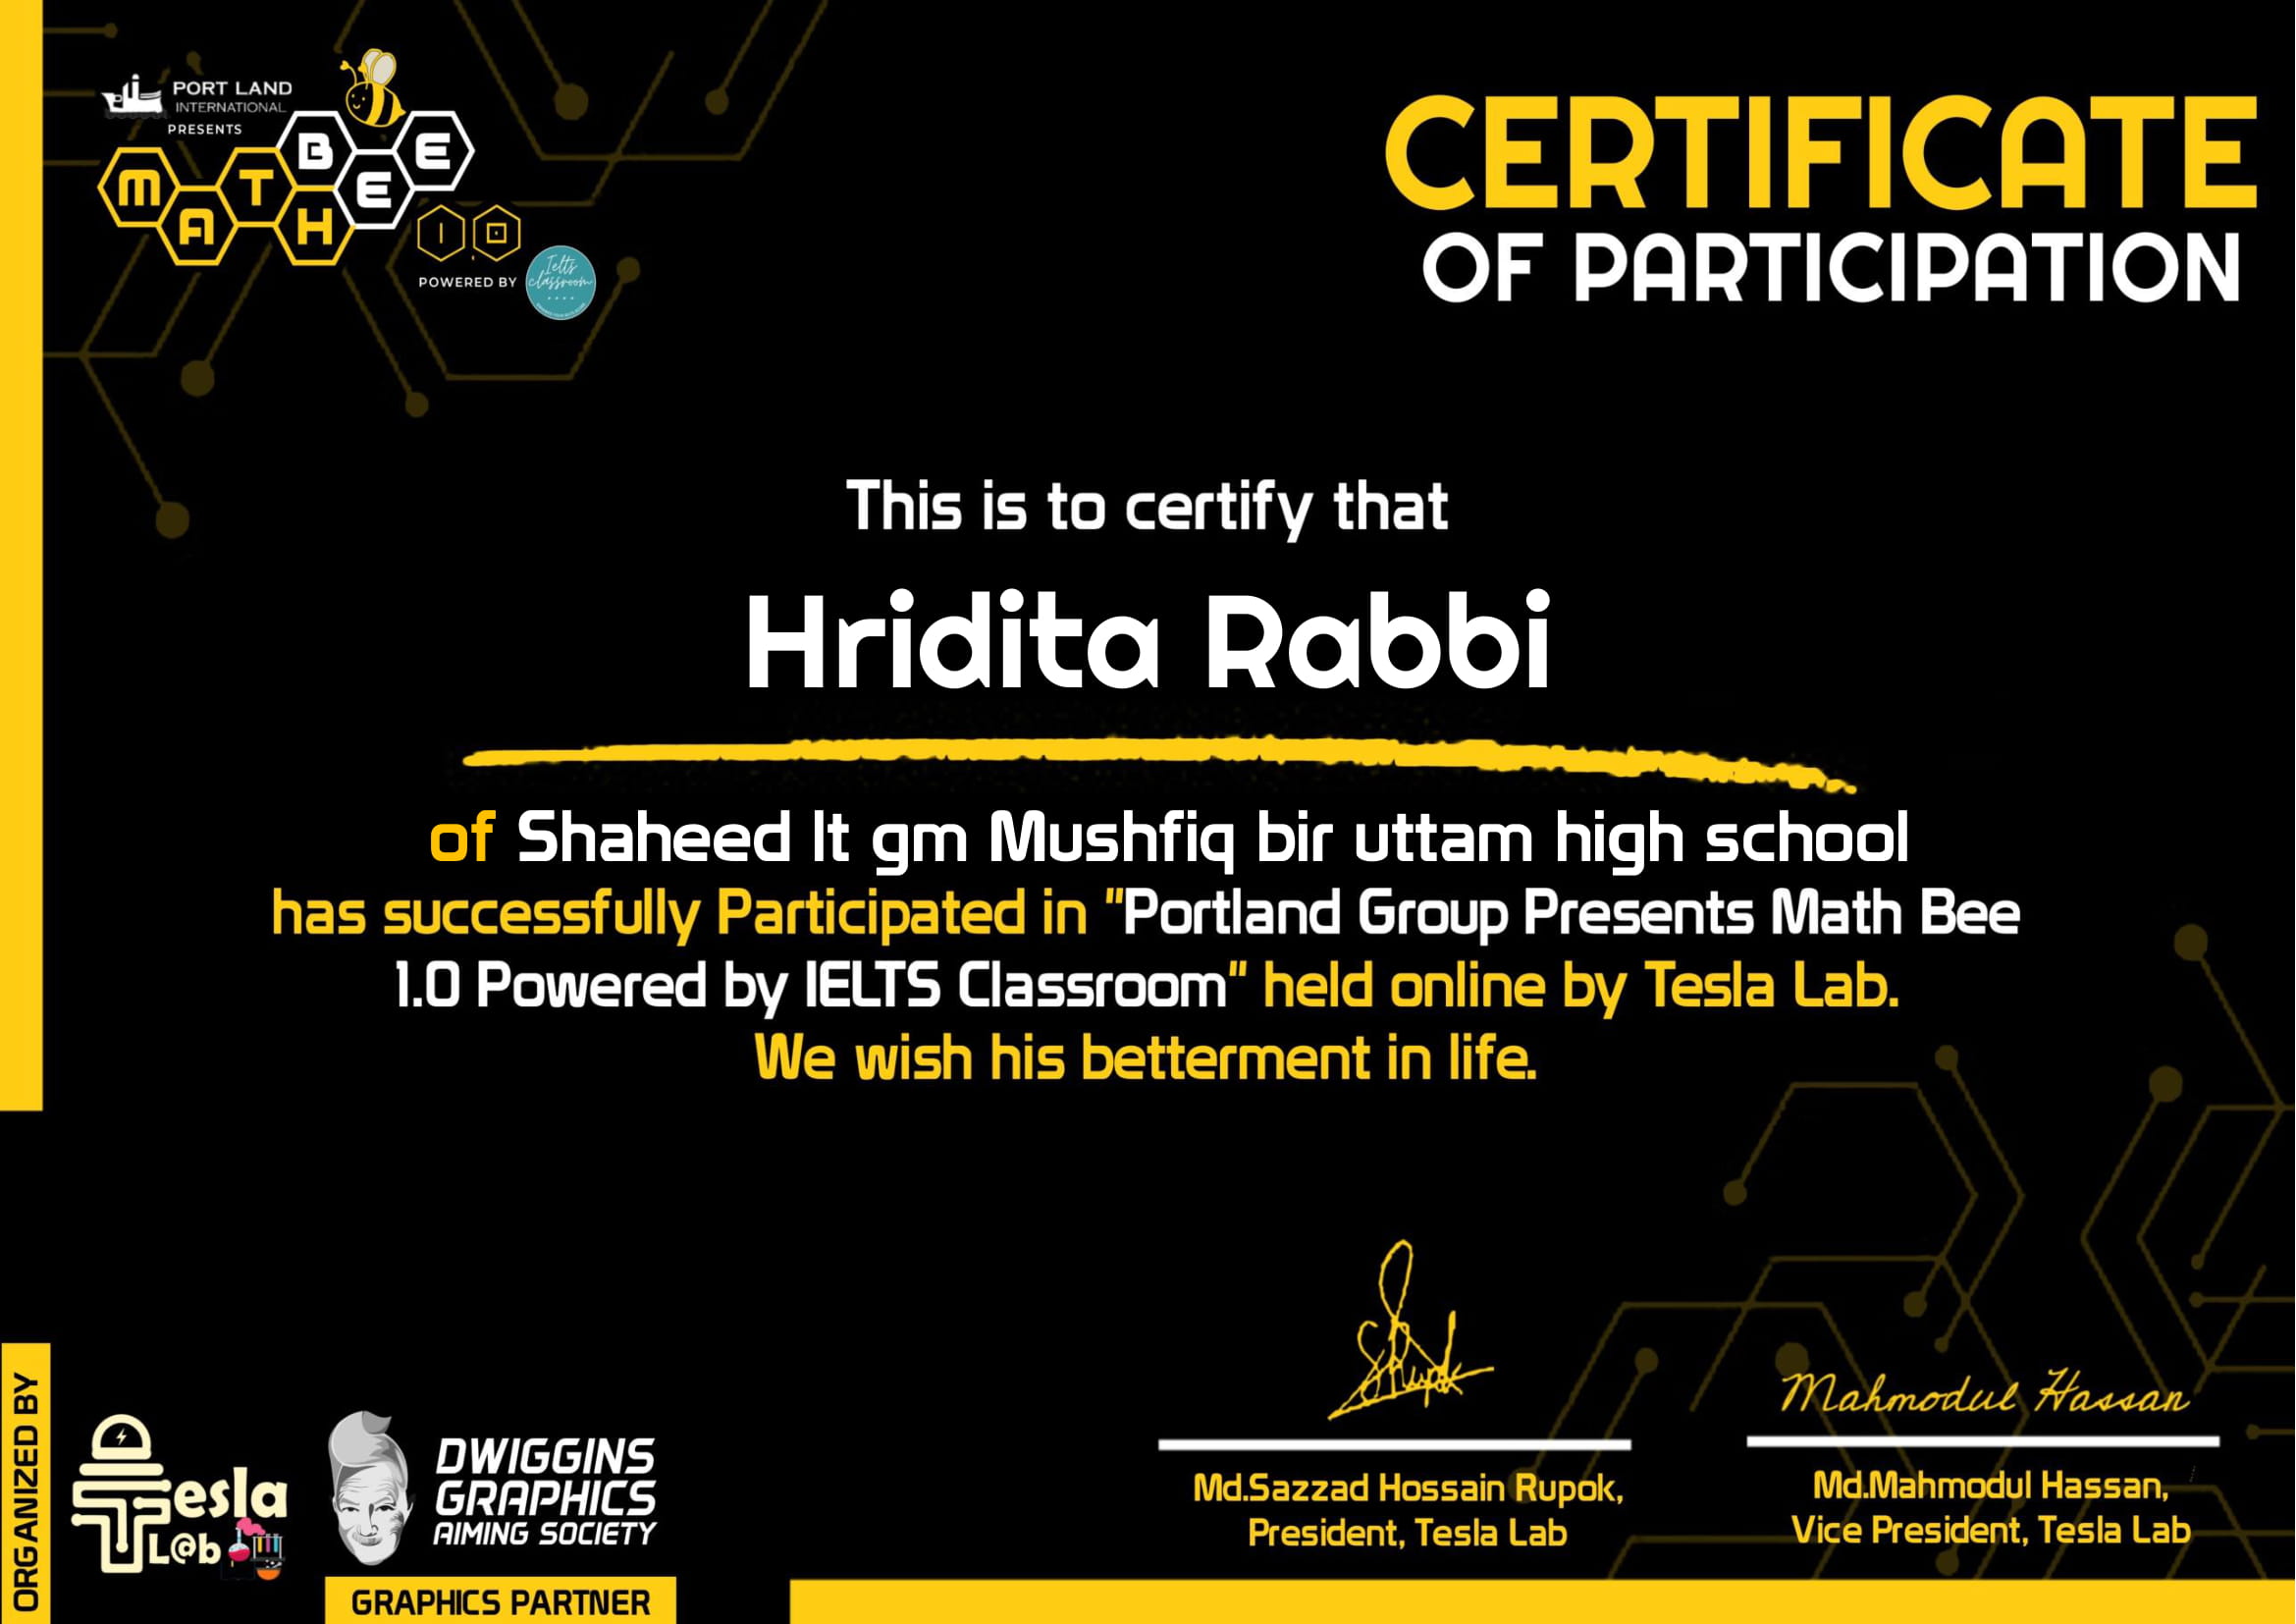 PORT LAND
INTERNATIONAL
PRESENTS
MATH BEE
1.0
POWERED BY
Ielts
classroom
CERTIFICATE
OF PARTICIPATION
This is to certify that
Hridita Rabbi
of Shaheed lt gm Mushfiq bir uttam high school
has successfully Participated in "Portland Group Presents Math Bee
1.0 Powered by IELTS Classroom" held online by Tesla Lab.
We wish his betterment in life.
ORGANIZED BY
Tesla
L@b
DWIGGINS
GRAPHICS
AIMING SOCIETY
GRAPHICS PARTNER
Rupok
Md.Sazzad Hossain Rupok,
President, Tesla Lab
Mahmodul Hassan
Md.Mahmodul Hassan,
Vice President, Tesla Lab